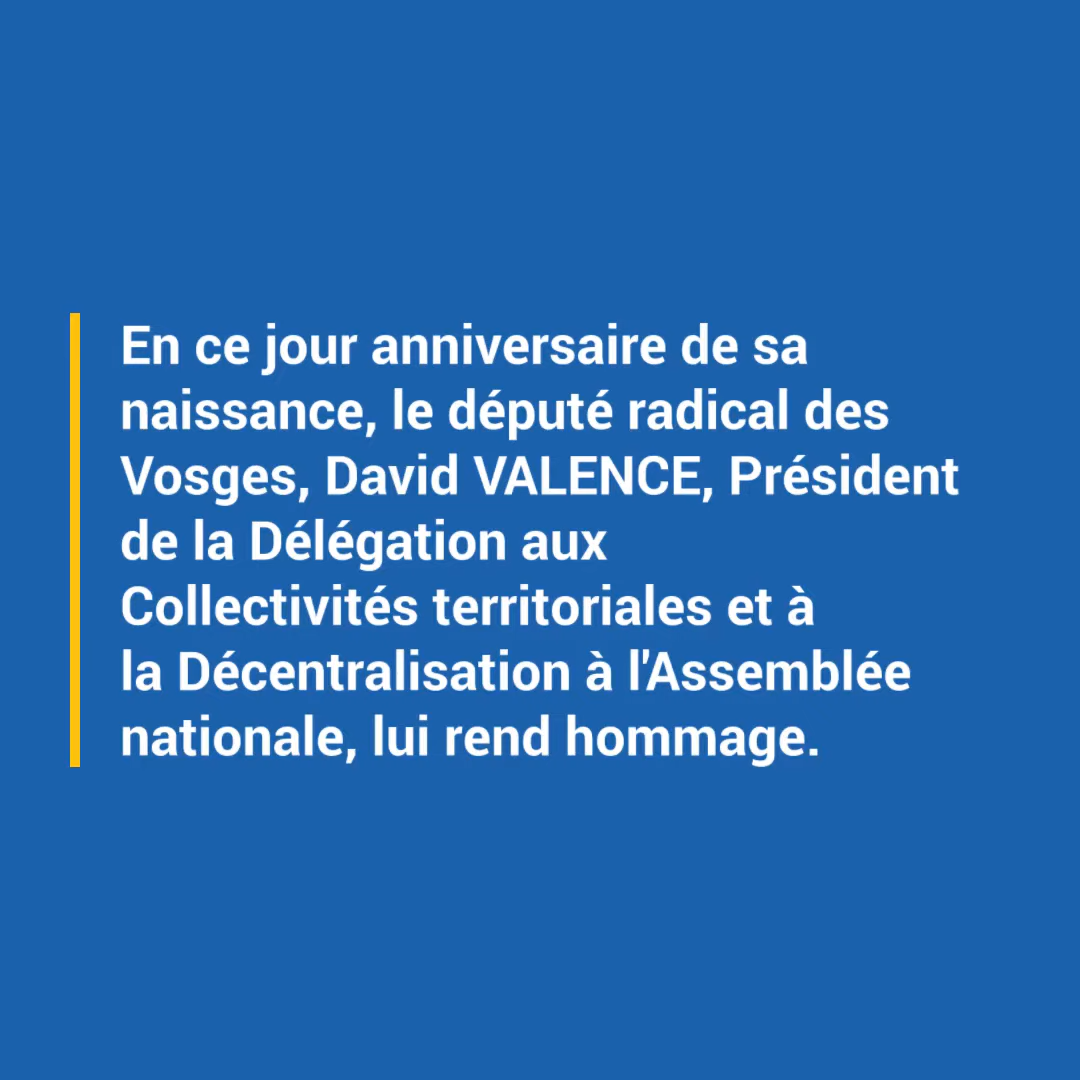 En ce jour anniversaire de sa
naissance, le député radical des
Vosges, David VALENCE, Président
de la Délégation aux
Collectivités territoriales et à
la Décentralisation à l'Assemblée
nationale, lui rend hommage.